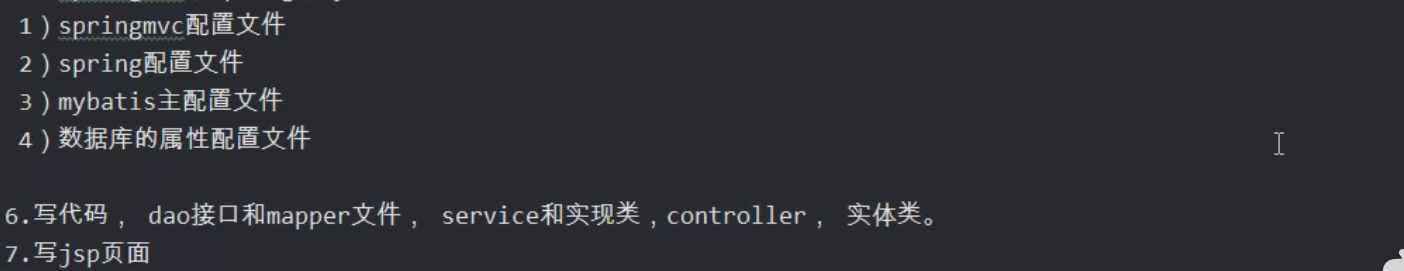 1）springmvc配置文件
2）spring配置文件
3）mybatis主配置文件
4）数据库的属性配置文件
6.写代码， dao接口和mapper文件， service和实现类，controller， 实体类。
7.写jsp页面